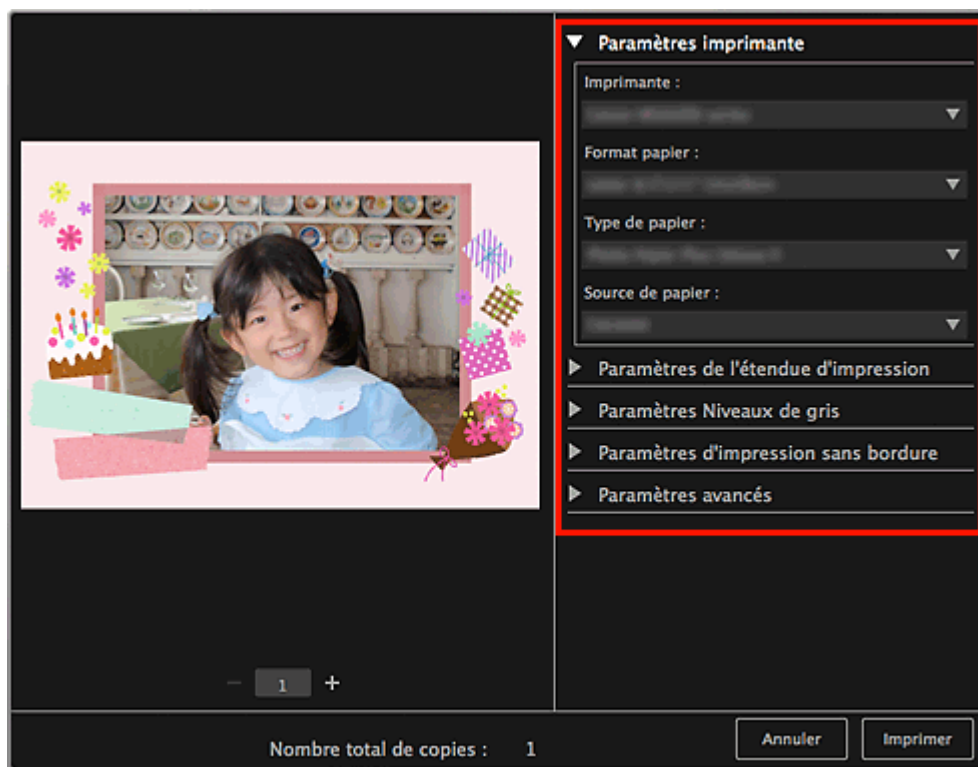 Paramètres imprimante
Imprimante :
Format papier :
Type de papier :
Source de papier :
Paramètres de l'étendue d'impression
Paramètres Niveaux de gris
Paramètres d'impression sans bordure
Paramètres avancés
1
Nombre total de copies : 1
Annuler
Imprimer